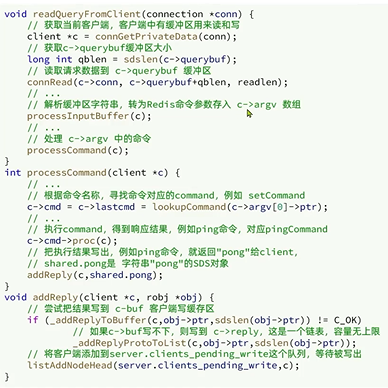 void readQueryFromClient(connection *conn) {
// 获取当前客户端，客户端中有缓冲区用来读和写
client *c = connGetPrivateData(conn);
// 获取c->querybuf缓冲区大小
long int qblen = sdslen(c->querybuf);
// 读取请求数据到 c->querybuf 缓冲区
connRead(c->conn, c->querybuf+qblen, readlen);
// ...
// 解析缓冲区字符串，转为Redis命令参数存入 c->argv 数组
processInputBuffer(c);
// ...
// 处理 c->argv 中的命令
processCommand(c);
}
int processCommand(client *c) {
// ...
// 根据命令名称，寻找命令对应的command，例如 setCommand
c->cmd = c->lastcmd = lookupCommand(c->argv[0]->ptr);
// ...
// 执行command，得到响应结果，例如ping命令，对应pingCommand
c->cmd->proc(c);
// 把执行结果写出，例如ping命令，就返回"pong"给client，
// shared.pong是 字符串"pong"的SDS对象
addReply(c,shared.pong);
}
void addReply(client *c, robj *obj) {
// 尝试把结果写到 c-buf 客户端写缓存区
if (_addReplyToBuffer(c,obj->ptr,sdslen(obj->ptr)) != C_OK)
// 如果c->buf写不下，则写到 c->reply，这是一个链表，容量无上限
_addReplyProtoToList(c,obj->ptr,sdslen(obj->ptr));
// 将客户端添加到server.clients_pending_write这个队列，等待被写出
listAddNodeHead(server.clients_pending_write,c);
}